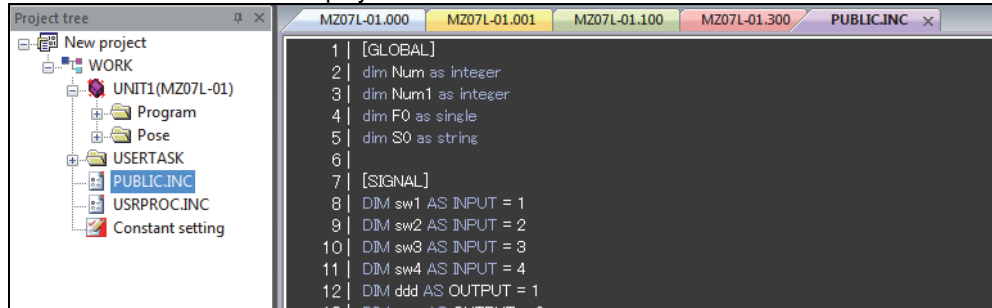 Project tree
New project
WORK
UNIT1(MZ07L-01)
Program
Pose
USERTASK
PUBLIC.INC
USRPROC.INC
Constant setting
MZ07L-01.000 MZ07L-01.001 MZ07L-01.100 MZ07L-01.300 PUBLIC.INC
1 [GLOBAL]
2 dim Num as integer
3 dim Num1 as integer
4 dim F0 as single
5 dim S0 as string
6
7 [SIGNAL]
8 DIM sw1 AS INPUT = 1
9 DIM sw2 AS INPUT = 2
10 DIM sw3 AS INPUT = 3
11 DIM sw4 AS INPUT = 4
12 DIM ddd AS OUTPUT = 1